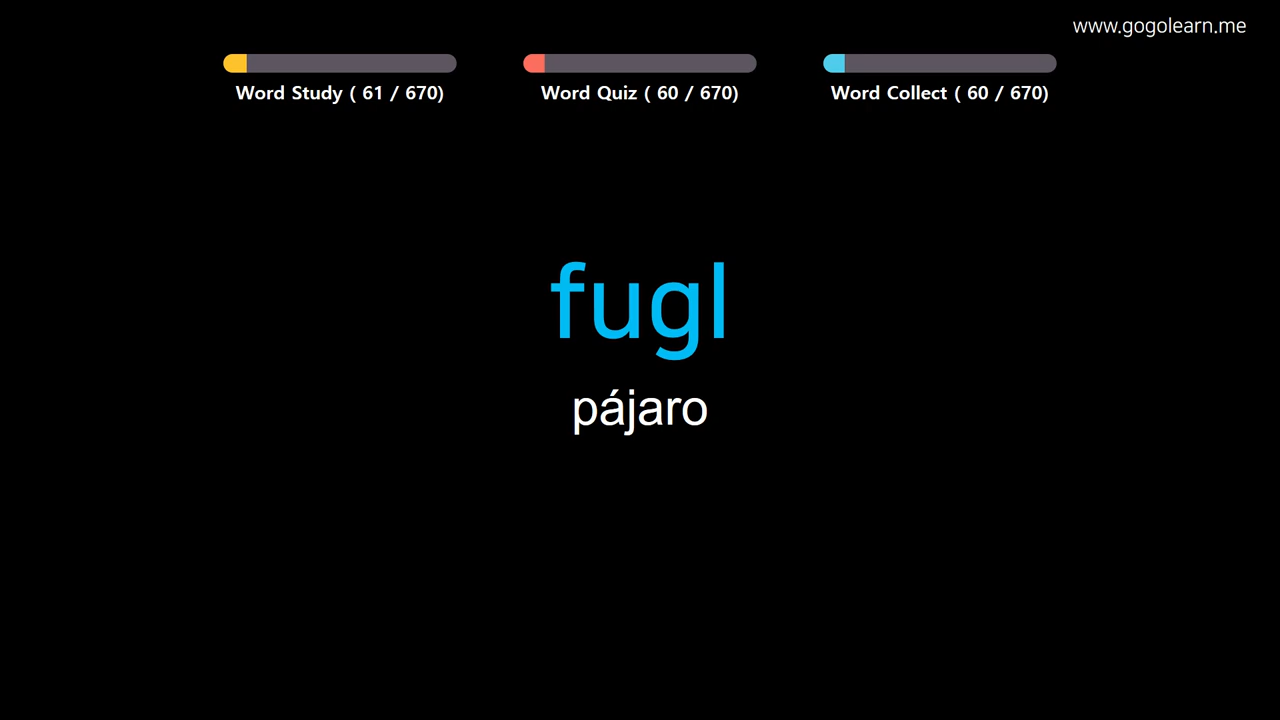 www.gogolearn.me
Word Study ( 61 / 670)
Word Quiz ( 60 / 670)
Word Collect ( 60 / 670)
fugl
pájaro